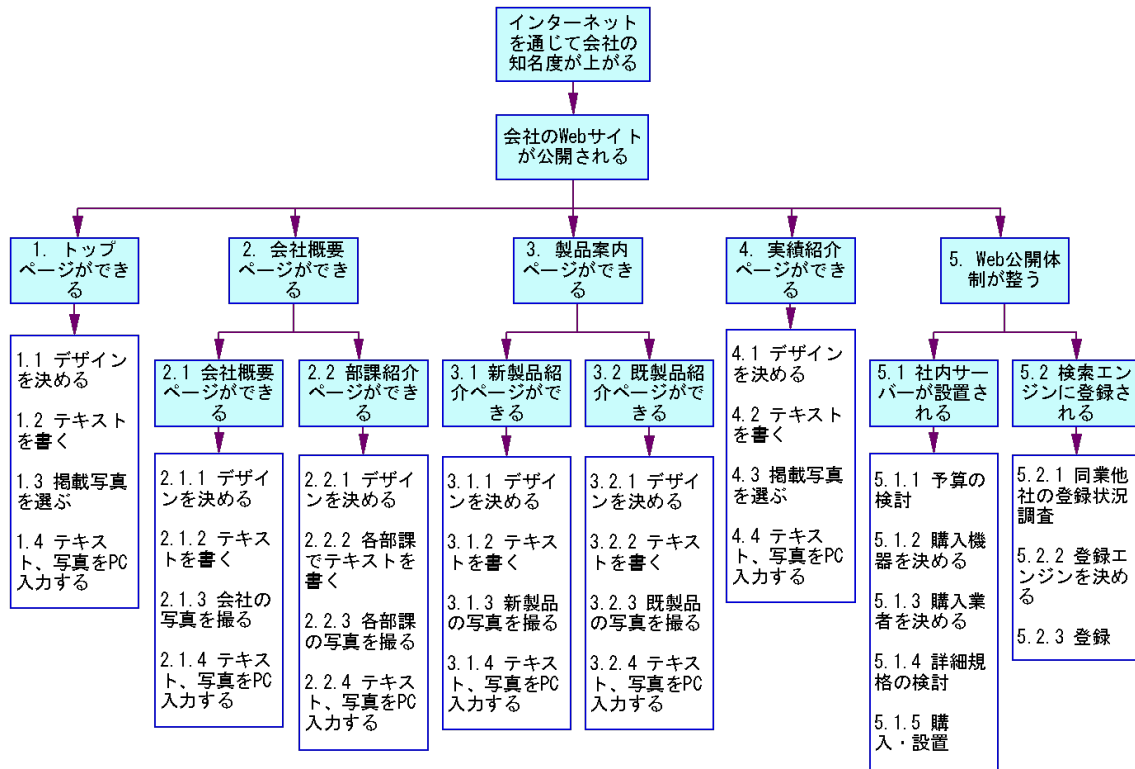 インターネット
を通じて会社の
知名度が上がる
会社のWebサイト
が公開される
1. トップ
ページができ
る
2. 会社概要
ページができ
る
3. 製品案内
ページができ
る
4. 実績紹介
ページができ
る
5. Web公開体
制が整う
1.1 デザイン
を決める
1.2 テキスト
を書く
1.3 掲載写真
を選ぶ
1.4 テキス
ト、写真をPC
入力する
2.1 会社概要
ページができ
る
2.1.1 デザイ
ンを決める
2.1.2 テキス
トを書く
2.1.3 会社の
写真を撮る
2.1.4 テキス
ト、写真をPC
入力する
2.2 部課紹介
ページができ
る
2.2.1 デザイ
ンを決める
2.2.2 各部課
でテキストを
書く
2.2.3 各部課
の写真を撮る
2.2.4 テキス
ト、写真をPC
入力する
3.1 新製品紹
介ページがで
きる
3.1.1 デザイ
ンを決める
3.1.2 テキス
トを書く
3.1.3 新製品
の写真を撮る
3.1.4 テキス
ト、写真をPC
入力する
3.2 既製品紹
介ページがで
きる
3.2.1 デザイ
ンを決める
3.2.2 テキス
トを書く
3.2.3 既製品
の写真を撮る
3.2.4 テキス
ト、写真をPC
入力する
4.1 デザイン
を決める
4.2 テキスト
を書く
4.3 掲載写真
を選ぶ
4.4 テキス
ト、写真をPC
入力する
5.1 社内サー
バーが設置さ
れる
5.1.1 予算の
検討
5.1.2 購入機
器を決める
5.1.3 購入業
者を決める
5.1.4 詳細規
格の検討
5.1.5 購
入・設置
5.2 検索エン
ジンに登録さ
れる
5.2.1 同業他
社の登録状況
調査
5.2.2 登録エ
ンジンを決め
る
5.2.3 登録